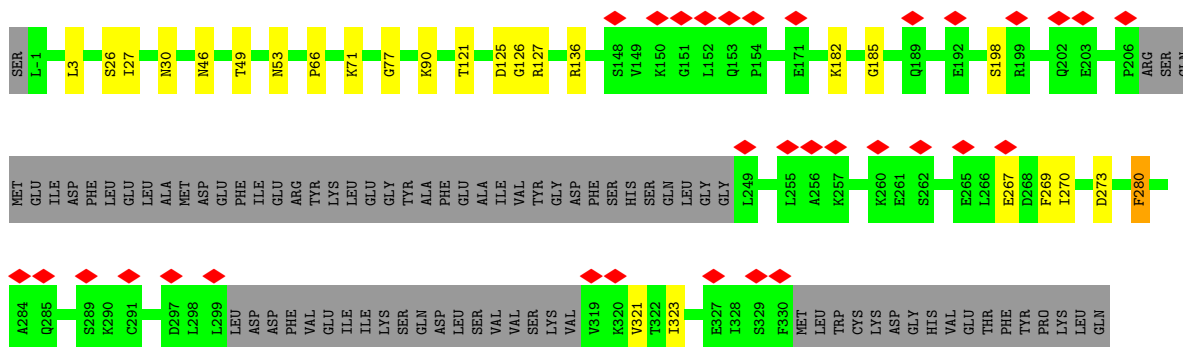 SER L-1 L3 S26 I27 N30 N46 T49 N53 P66 K71 G77 K90 T121 D125 G126 R127 R136 S148 V149 K150 G151 L152 Q153 P154 E171 K182 G185 Q189 E192 S198 R199 Q202 E203 P206 ARG SER GLN
MET GLU ILE ASP PHE LEU GLU LEU ALA MET ASP GLU PHE ILE GLU ARG TYR LYS LEU GLU GLY TYR ALA PHE GLU ALA ILE VAL TYR GLY ASP PHE SER HIS SER GLN LEU GLY GLY L249 L255 A256 K257 K260 E261 S262 E265 L266 E267 D268 F269 I270 D273 F280
A284 Q285 S289 K290 C291 D297 L298 L299 LEU ASP ASP PHE VAL GLU ILE ILE LYS SER GLN ASP LEU SER VAL VAL SER LYS VAL V319 K320 V321 T322 I323 E327 I328 S329 F330 MET LEU TRP CYS LYS ASP GLY HIS VAL GLU THR PHE TYR PRO LYS LEU GLN